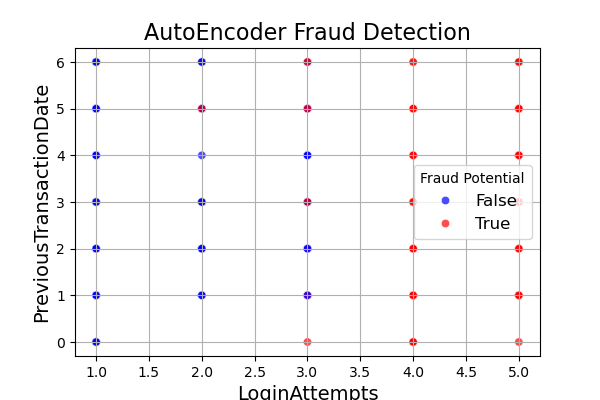 AutoEncoder Fraud Detection
PreviousTransactionDate
6
5
4
3
2
1
0
Fraud Potential
False
True
1.0 1.5 2.0 2.5 3.0 3.5 4.0 4.5 5.0
LoginAttempts